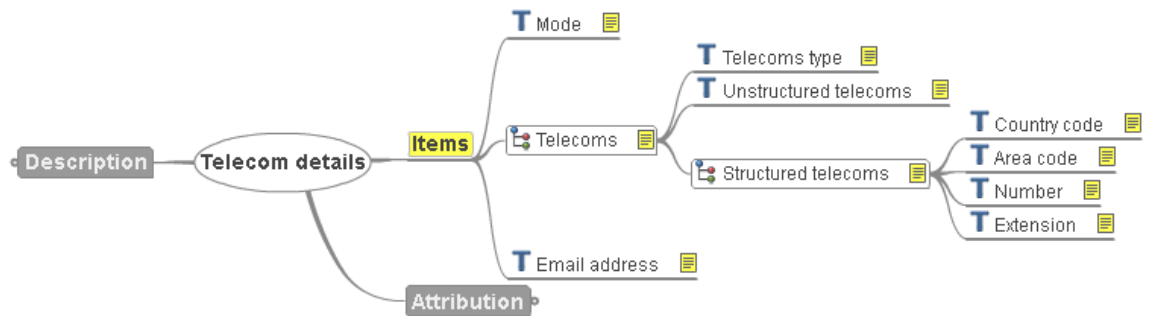 Description
Telecom details
Items
Mode
Telecoms
Telecoms type
Unstructured telecoms
Structured telecoms
Country code
Area code
Number
Extension
Email address
Attribution